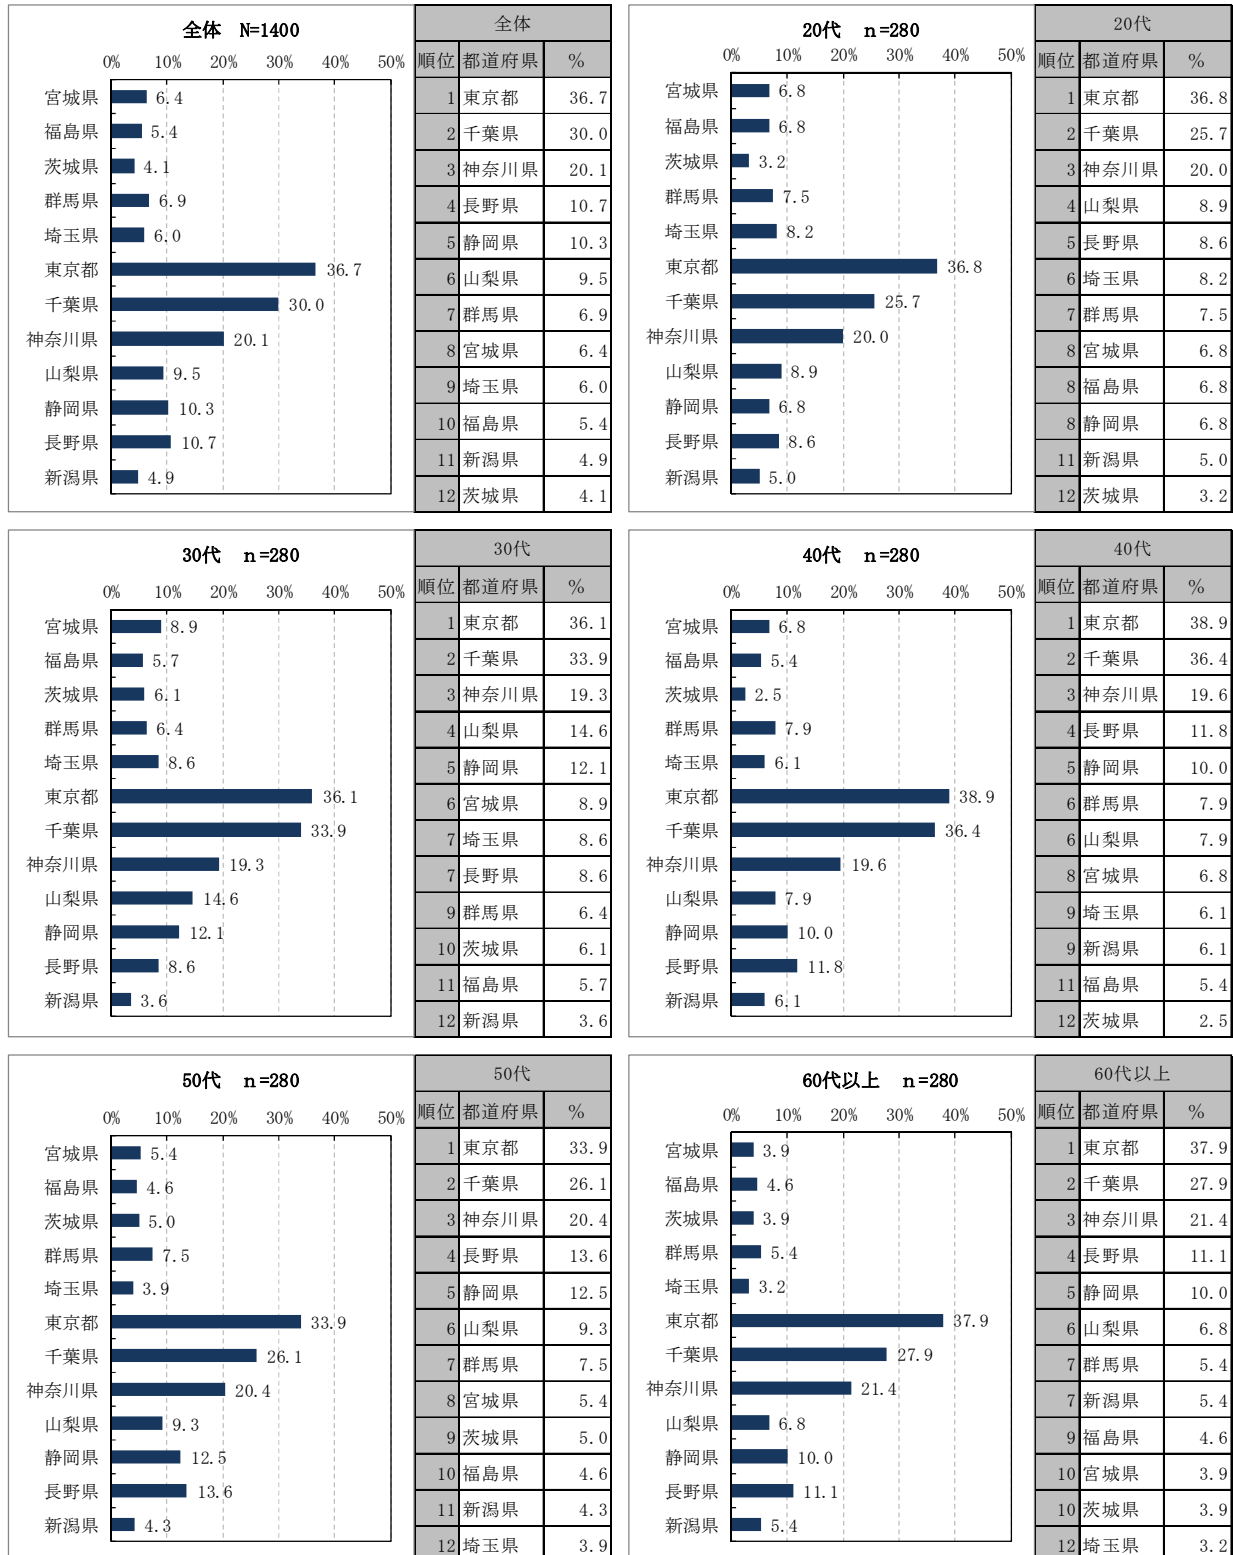 全体 N=1400
0% 10% 20% 30% 40% 50%
宮城県 6.4
福島県 5.4
茨城県 4.1
群馬県 6.9
埼玉県 6.0
東京都 36.7
千葉県 30.0
神奈川県 20.1
山梨県 9.5
静岡県 10.3
長野県 10.7
新潟県 4.9
全体
順位 都道府県 %
1 東京都 36.7
2 千葉県 30.0
3 神奈川県 20.1
4 長野県 10.7
5 静岡県 10.3
6 山梨県 9.5
7 群馬県 6.9
8 宮城県 6.4
9 埼玉県 6.0
10 福島県 5.4
11 新潟県 4.9
12 茨城県 4.1
20代 n=280
0% 10% 20% 30% 40% 50%
宮城県 6.8
福島県 6.8
茨城県 3.2
群馬県 7.5
埼玉県 8.2
東京都 36.8
千葉県 25.7
神奈川県 20.0
山梨県 8.9
静岡県 6.8
長野県 8.6
新潟県 5.0
20代
順位 都道府県 %
1 東京都 36.8
2 千葉県 25.7
3 神奈川県 20.0
4 山梨県 8.9
5 長野県 8.6
6 埼玉県 8.2
7 群馬県 7.5
8 宮城県 6.8
8 福島県 6.8
8 静岡県 6.8
11 新潟県 5.0
12 茨城県 3.2
30代 n=280
0% 10% 20% 30% 40% 50%
宮城県 8.9
福島県 5.7
茨城県 6.1
群馬県 6.4
埼玉県 8.6
東京都 36.1
千葉県 33.9
神奈川県 19.3
山梨県 14.6
静岡県 12.1
長野県 8.6
新潟県 3.6
30代
順位 都道府県 %
1 東京都 36.1
2 千葉県 33.9
3 神奈川県 19.3
4 山梨県 14.6
5 静岡県 12.1
6 宮城県 8.9
7 埼玉県 8.6
7 長野県 8.6
9 群馬県 6.4
10 茨城県 6.1
11 福島県 5.7
12 新潟県 3.6
40代 n=280
0% 10% 20% 30% 40% 50%
宮城県 6.8
福島県 5.4
茨城県 2.5
群馬県 7.9
埼玉県 6.1
東京都 38.9
千葉県 36.4
神奈川県 19.6
山梨県 7.9
静岡県 10.0
長野県 11.8
新潟県 6.1
40代
順位 都道府県 %
1 東京都 38.9
2 千葉県 36.4
3 神奈川県 19.6
4 長野県 11.8
5 静岡県 10.0
6 群馬県 7.9
6 山梨県 7.9
8 宮城県 6.8
9 埼玉県 6.1
9 新潟県 6.1
11 福島県 5.4
12 茨城県 2.5
50代 n=280
0% 10% 20% 30% 40% 50%
宮城県 5.4
福島県 4.6
茨城県 5.0
群馬県 7.5
埼玉県 3.9
東京都 33.9
千葉県 26.1
神奈川県 20.4
山梨県 9.3
静岡県 12.5
長野県 13.6
新潟県 4.3
50代
順位 都道府県 %
1 東京都 33.9
2 千葉県 26.1
3 神奈川県 20.4
4 長野県 13.6
5 静岡県 12.5
6 山梨県 9.3
7 群馬県 7.5
8 宮城県 5.4
9 茨城県 5.0
10 福島県 4.6
11 新潟県 4.3
12 埼玉県 3.9
60代以上 n=280
0% 10% 20% 30% 40% 50%
宮城県 3.9
福島県 4.6
茨城県 3.9
群馬県 5.4
埼玉県 3.2
東京都 37.9
千葉県 27.9
神奈川県 21.4
山梨県 6.8
静岡県 10.0
長野県 11.1
新潟県 5.4
60代以上
順位 都道府県 %
1 東京都 37.9
2 千葉県 27.9
3 神奈川県 21.4
4 長野県 11.1
5 静岡県 10.0
6 山梨県 6.8
7 群馬県 5.4
7 新潟県 5.4
9 福島県 4.6
10 宮城県 3.9
10 茨城県 3.9
12 埼玉県 3.2